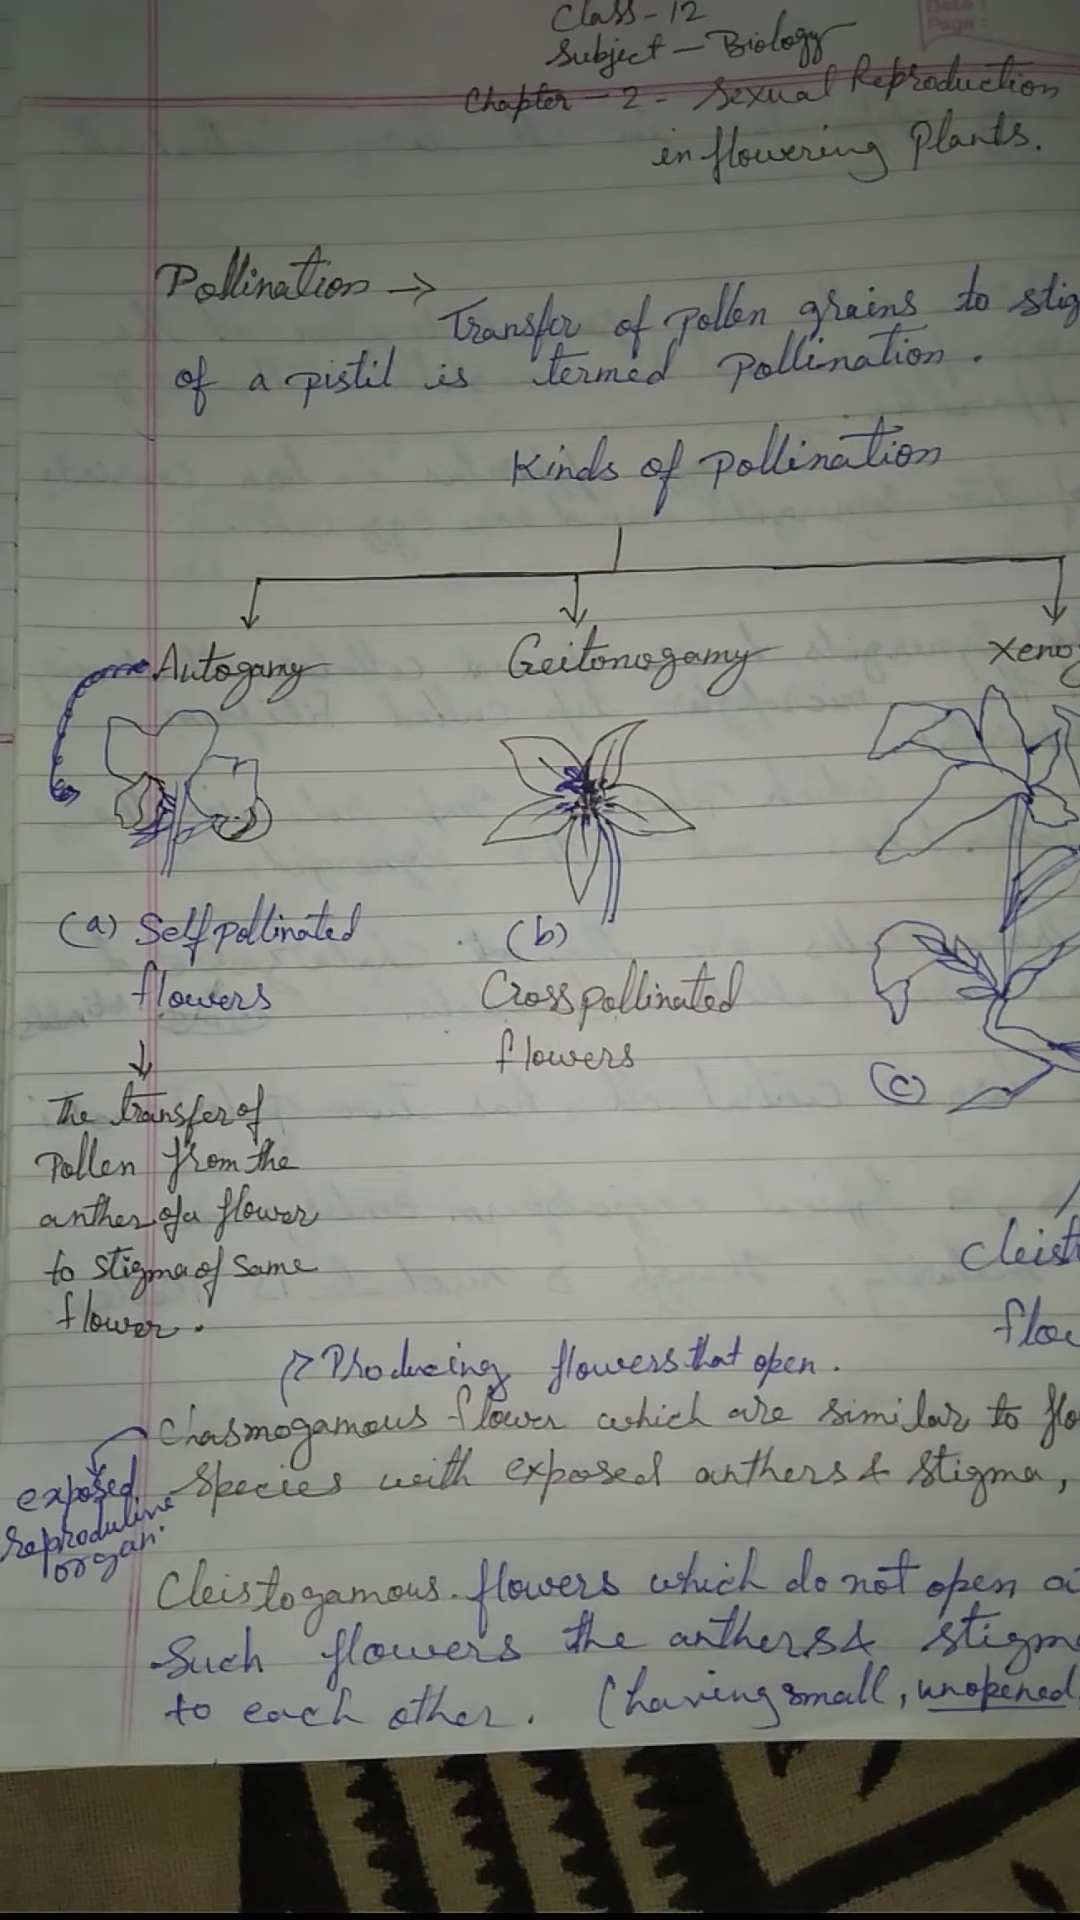 Date :
Page :
Class - 12
Subject - Biology
Chapter - 2 - Sexual Reproduction
in flowering Plants.
Pollination →
Transfer of pollen grains to stig
of a pistil is termed pollination.
Kinds of pollination
Autogamy
Geitonogamy
Xeno
(a) Self pollinated
flowers
(b)
Cross pollinated
flowers
(c)
The transfer of
Pollen from the
anther of a flower
to stigma of same
flower.
Cleist
flow
Producing flowers that open.
Chasmogamous flower which are similar to flo
species with exposed anthers & stigma,
exposed
reproduline
organ.
Cleistogamous. flowers which do not open a
Such flowers the anthers & stigm
to each other. (having small, unopened